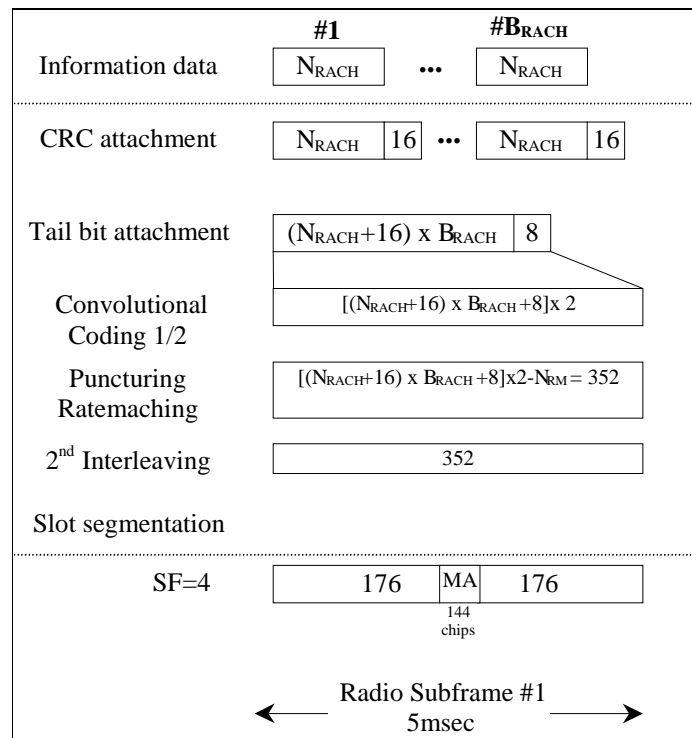 #1 #BRACH
Information data NRACH ••• NRACH
CRC attachment NRACH 16 ••• NRACH 16
Tail bit attachment (NRACH+16) x BRACH 8
Convolutional
Coding 1/2
[(NRACH+16) x BRACH+8]x 2
Puncturing
Ratemaching
[(NRACH+16) x BRACH+8]x2-NRM = 352
2nd Interleaving 352
Slot segmentation
SF=4 176 MA 176
144
chips
Radio Subframe #1
5msec